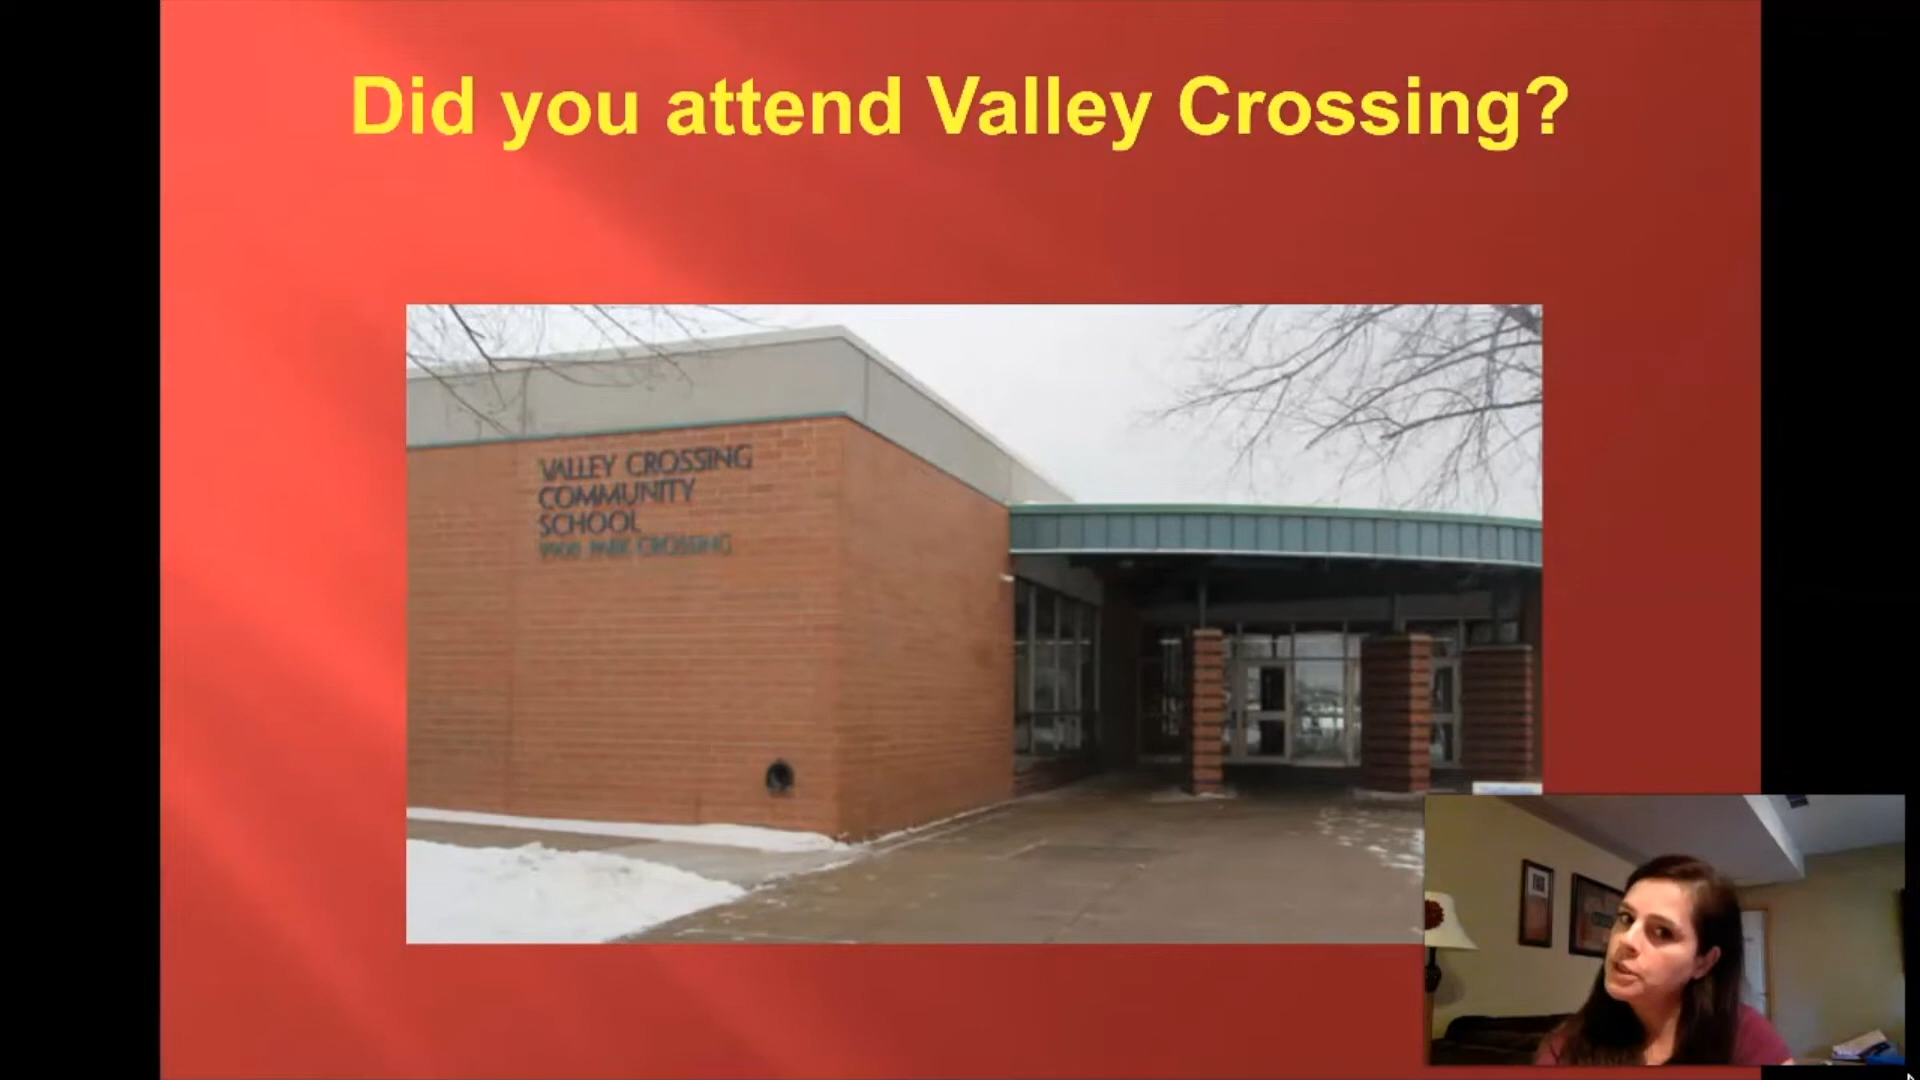 Did you attend Valley Crossing?
VALLEY CROSSING
COMMUNITY
SCHOOL
PARK CROSSING